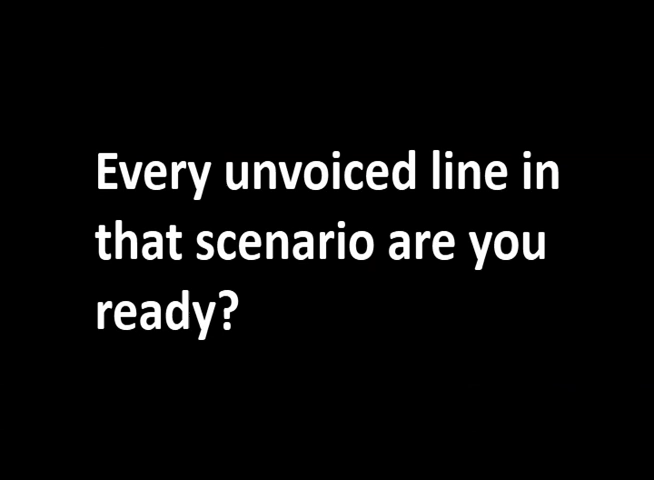 Every unvoiced line in
that scenario are you
ready?